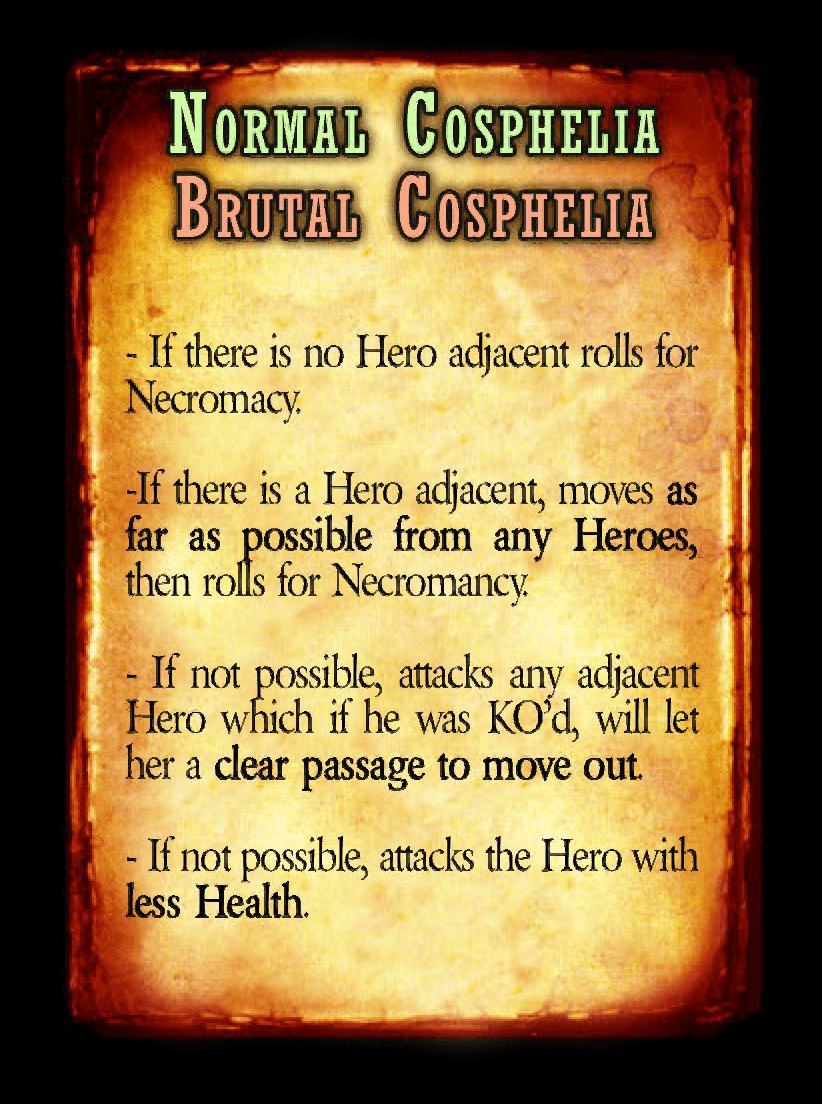 NORMAL COSPHELIA
BRUTAL COSPHELIA
- If there is no Hero adjacent rolls for
Necromacy.
-If there is a Hero adjacent, moves as
far as possible from any Heroes,
then rolls for Necromancy.
- If not possible, attacks any adjacent
Hero which if he was KO'd, will let
her a clear passage to move out.
- If not possible, attacks the Hero with
less Health.